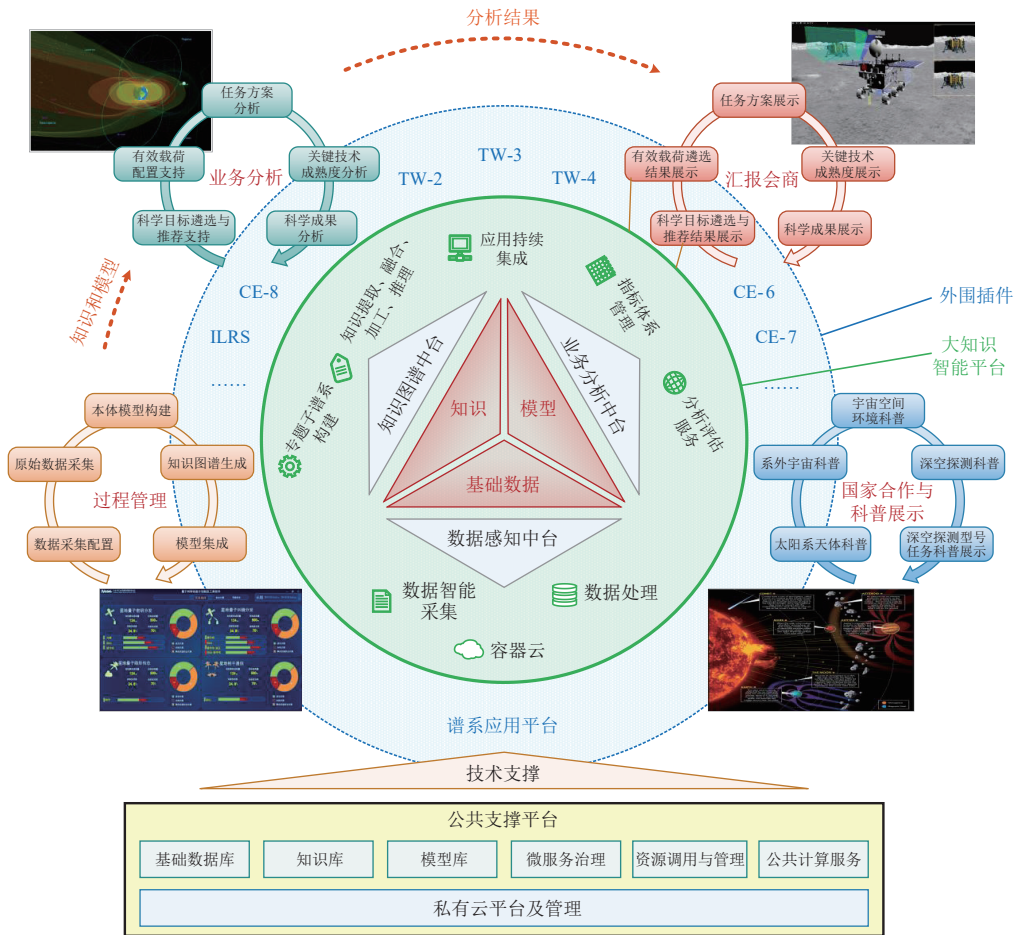 分析结果
任务方案
分析
有效载荷
配置支持
关键技术
成熟度分析
业务分析
科学目标遴选与
推荐支持
科学成果
分析
任务方案展示
有效载荷遴选
结果展示
关键技术
成熟度展示
汇报会商
科学目标遴选与
推荐结果展示
科学成果展示
TW-2
TW-3
TW-4
CE-8
ILRS
……
CE-6
CE-7
……
知识和模型
外围插件
大知识
智能平台
应用持续
集成
知识提取、融合、
加工、推理
指标体系
管理
专题子谱系
构建
分析评估
服务
知识图谱中台
业务分析中台
知识
模型
基础数据
数据感知中台
数据智能
采集
数据处理
容器云
谱系应用平台
本体模型构建
原始数据采集
知识图谱生成
过程管理
数据采集配置
模型集成
宇宙空间
环境科普
系外宇宙科普
深空探测科普
国家合作与
科普展示
太阳系天体科普
深空探测型号
任务科普展示
技术支撑
公共支撑平台
基础数据库
知识库
模型库
微服务治理
资源调用与管理
公共计算服务
私有云平台及管理